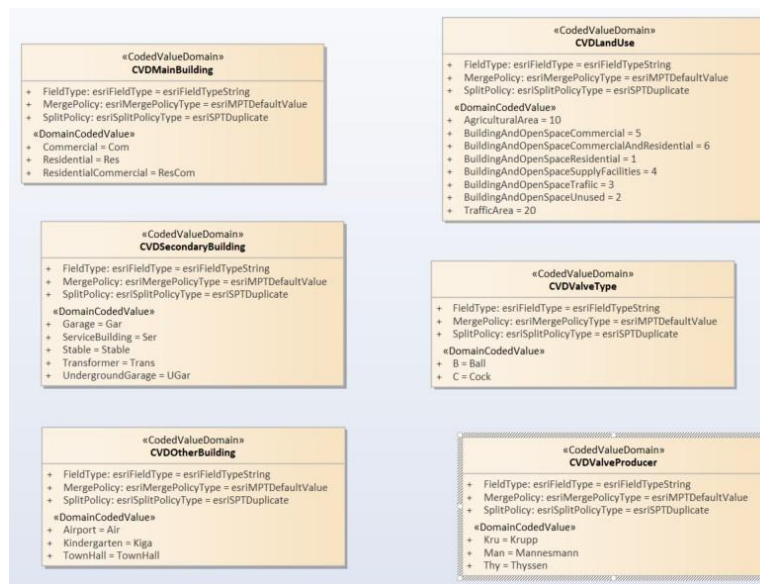 «CodedValueDomain»
CVDMainBuilding
+ FieldType: esriFieldType = esriFieldTypeString
+ MergePolicy: esriMergePolicyType = esriMPTDefaultValue
+ SplitPolicy: esriSplitPolicyType = esriSPTDuplicate
«DomainCodedValue»
+ Commercial = Com
+ Residential = Res
+ ResidentialCommercial = ResCom
«CodedValueDomain»
CVDLandUse
+ FieldType: esriFieldType = esriFieldTypeString
+ MergePolicy: esriMergePolicyType = esriMPTDefaultValue
+ SplitPolicy: esriSplitPolicyType = esriSPTDuplicate
«DomainCodedValue»
+ AgriculturalArea = 10
+ BuildingAndOpenSpaceCommercial = 5
+ BuildingAndOpenSpaceCommercialAndResidential = 6
+ BuildingAndOpenSpaceResidential = 1
+ BuildingAndOpenSpaceSupplyFacilities = 4
+ BuildingAndOpenSpaceTrafiic = 3
+ BuildingAndOpenSpaceUnused = 2
+ TrafficArea = 20
«CodedValueDomain»
CVDSecondaryBuilding
+ FieldType: esriFieldType = esriFieldTypeString
+ MergePolicy: esriMergePolicyType = esriMPTDefaultValue
+ SplitPolicy: esriSplitPolicyType = esriSPTDuplicate
«DomainCodedValue»
+ Garage = Gar
+ ServiceBuilding = Ser
+ Stable = Stable
+ Transformer = Trans
+ UndergroundGarage = UGar
«CodedValueDomain»
CVDValveType
+ FieldType: esriFieldType = esriFieldTypeString
+ MergePolicy: esriMergePolicyType = esriMPTDefaultValue
+ SplitPolicy: esriSplitPolicyType = esriSPTDuplicate
«DomainCodedValue»
+ B = Ball
+ C = Cock
«CodedValueDomain»
CVDOtherBuilding
+ FieldType: esriFieldType = esriFieldTypeString
+ MergePolicy: esriMergePolicyType = esriMPTDefaultValue
+ SplitPolicy: esriSplitPolicyType = esriSPTDuplicate
«DomainCodedValue»
+ Airport = Air
+ Kindergarten = Kiga
+ TownHall = TownHall
«CodedValueDomain»
CVDValveProducer
+ FieldType: esriFieldType = esriFieldTypeString
+ MergePolicy: esriMergePolicyType = esriMPTDefaultValue
+ SplitPolicy: esriSplitPolicyType = esriSPTDuplicate
«DomainCodedValue»
+ Kru = Krupp
+ Man = Mannesmann
+ Thy = Thyssen